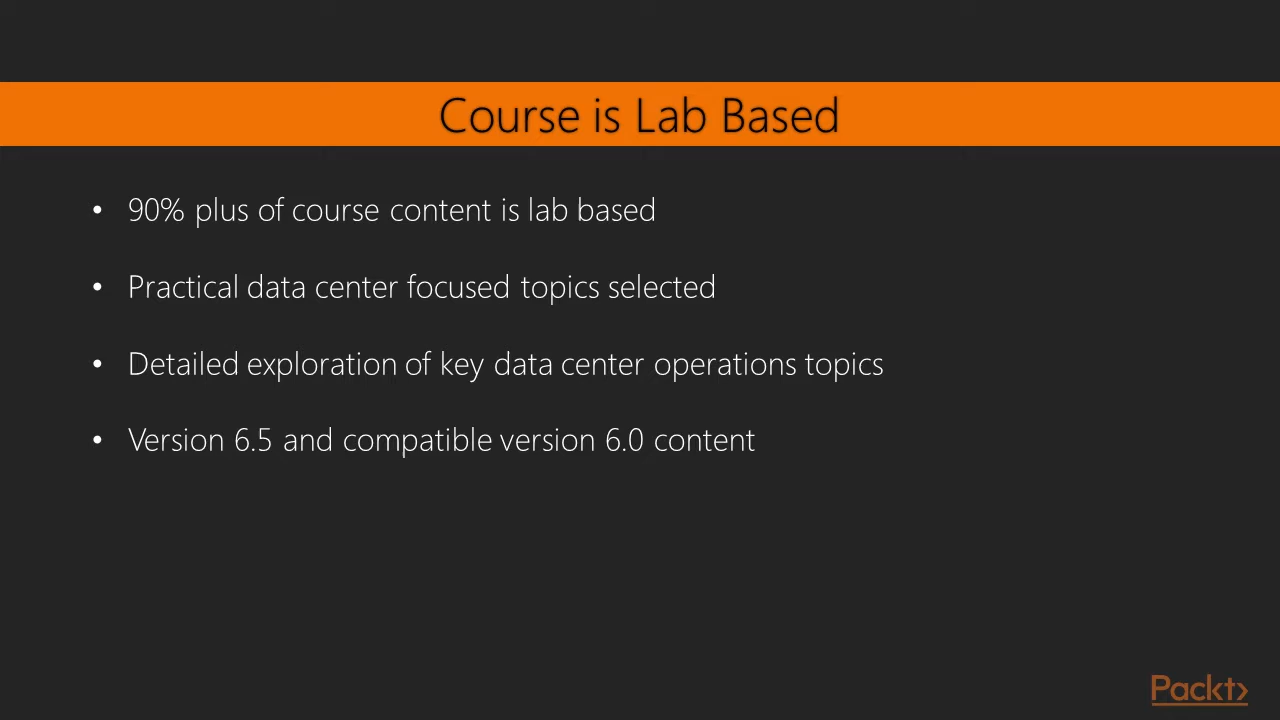 Course is Lab Based
• 90% plus of course content is lab based
• Practical data center focused topics selected
• Detailed exploration of key data center operations topics
• Version 6.5 and compatible version 6.0 content
Packt>